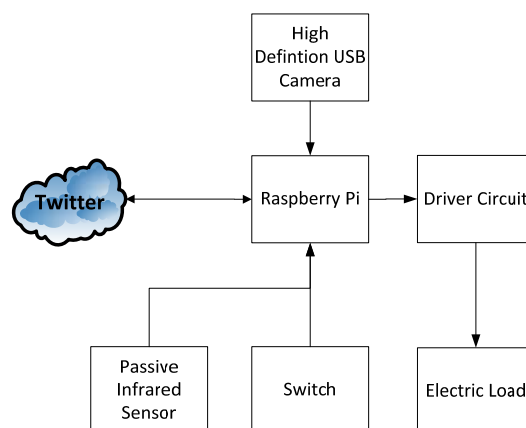 High
Defintion USB
Camera
Twitter
Raspberry Pi
Driver Circuit
Passive
Infrared
Sensor
Switch
Electric Load